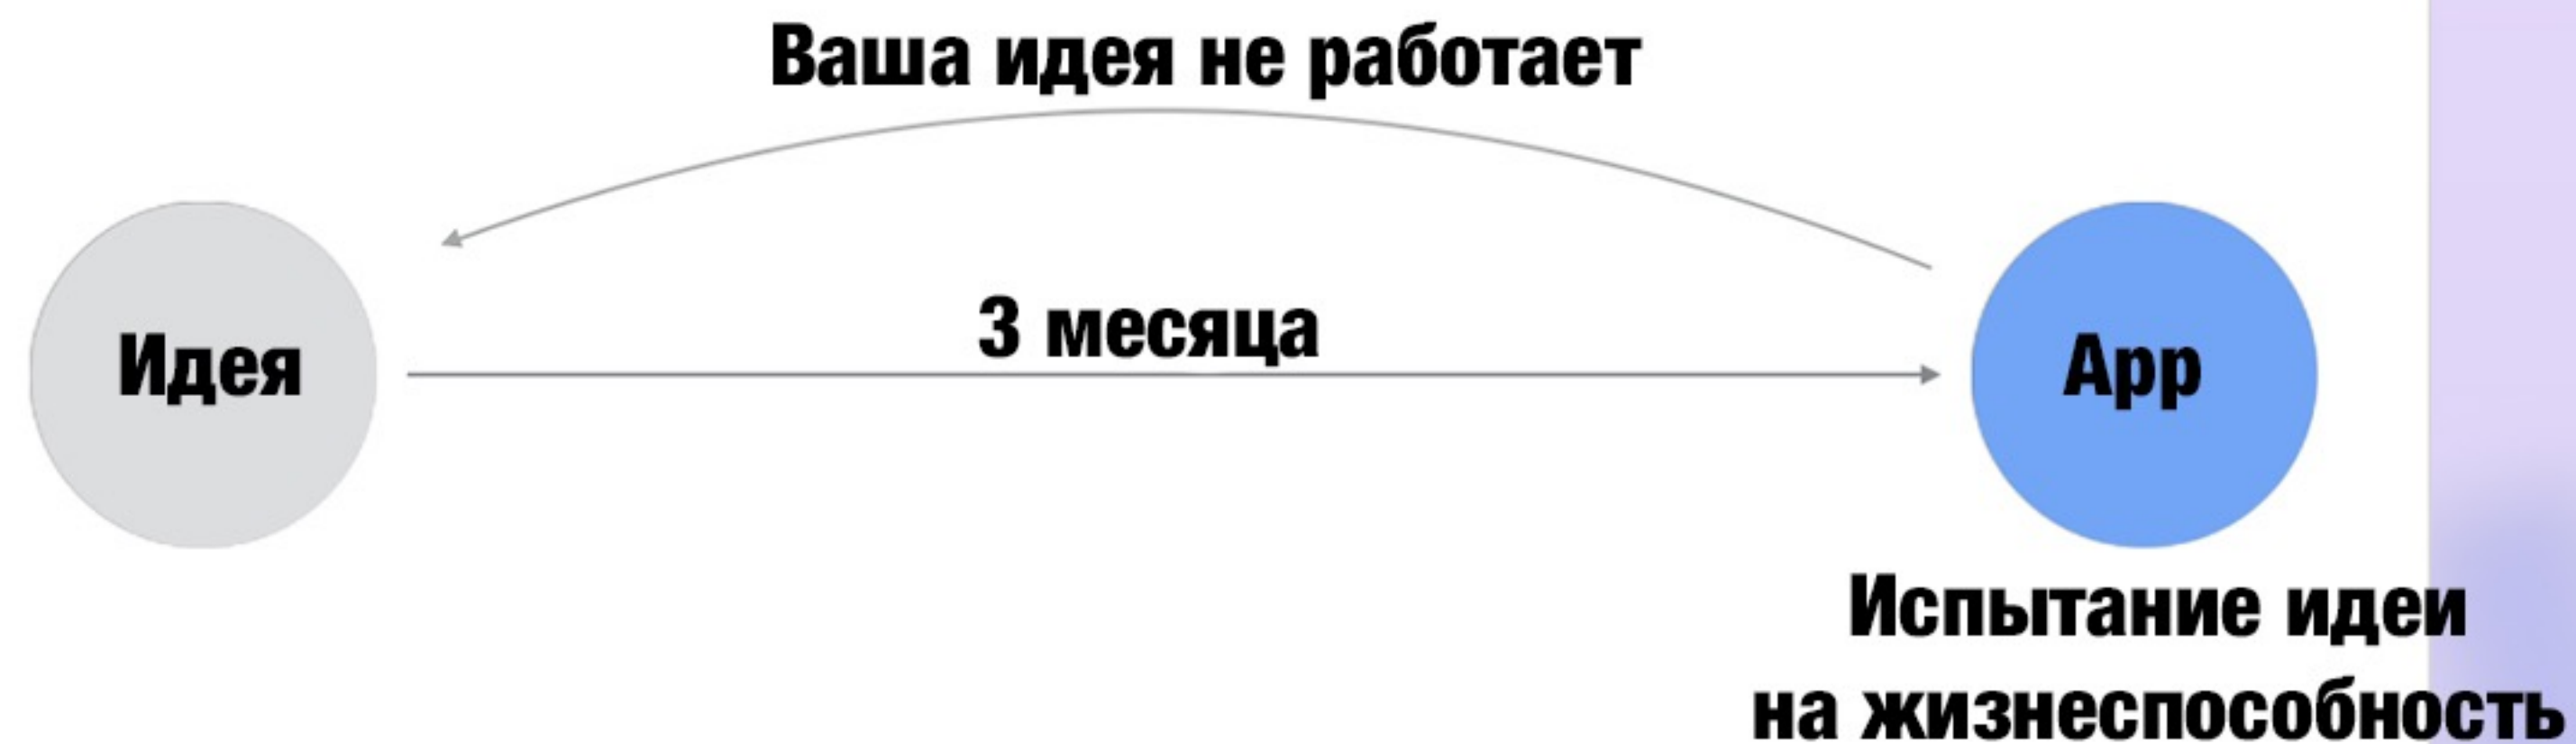 Ваша идея не работает
3 месяца
Идея
App
Испытание идеи
на жизнеспособность